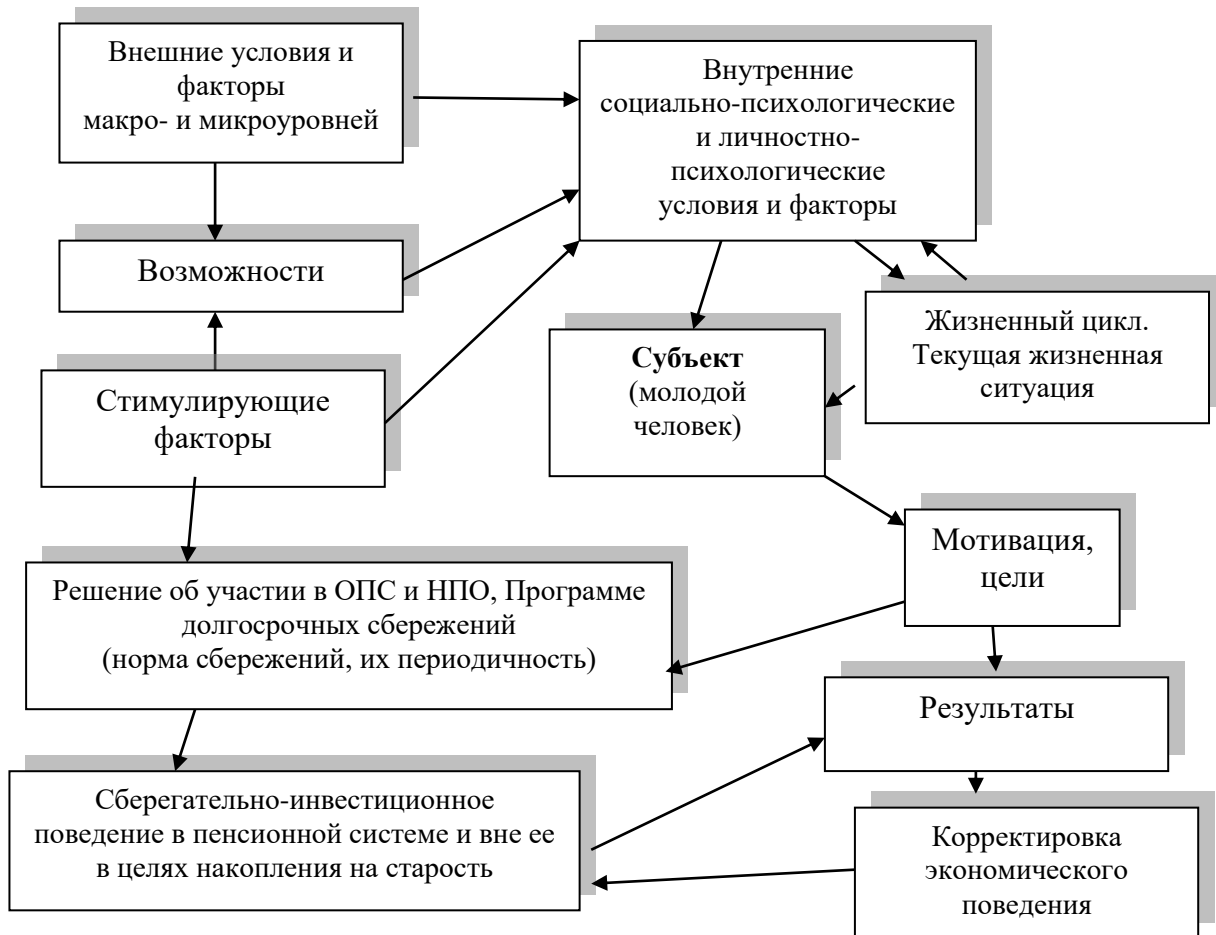 Внешние условия и
факторы
макро- и микроуровней
Внутренние
социально-психологические
и личностно-
психологические
условия и факторы
Возможности
Жизненный цикл.
Текущая жизненная
ситуация
Субъект
(молодой
человек)
Стимулирующие
факторы
Мотивация,
цели
Решение об участии в ОПС и НПО, Программе
долгосрочных сбережений
(норма сбережений, их периодичность)
Результаты
Сберегательно-инвестиционное
поведение в пенсионной системе и вне ее
в целях накопления на старость
Корректировка
экономического
поведения